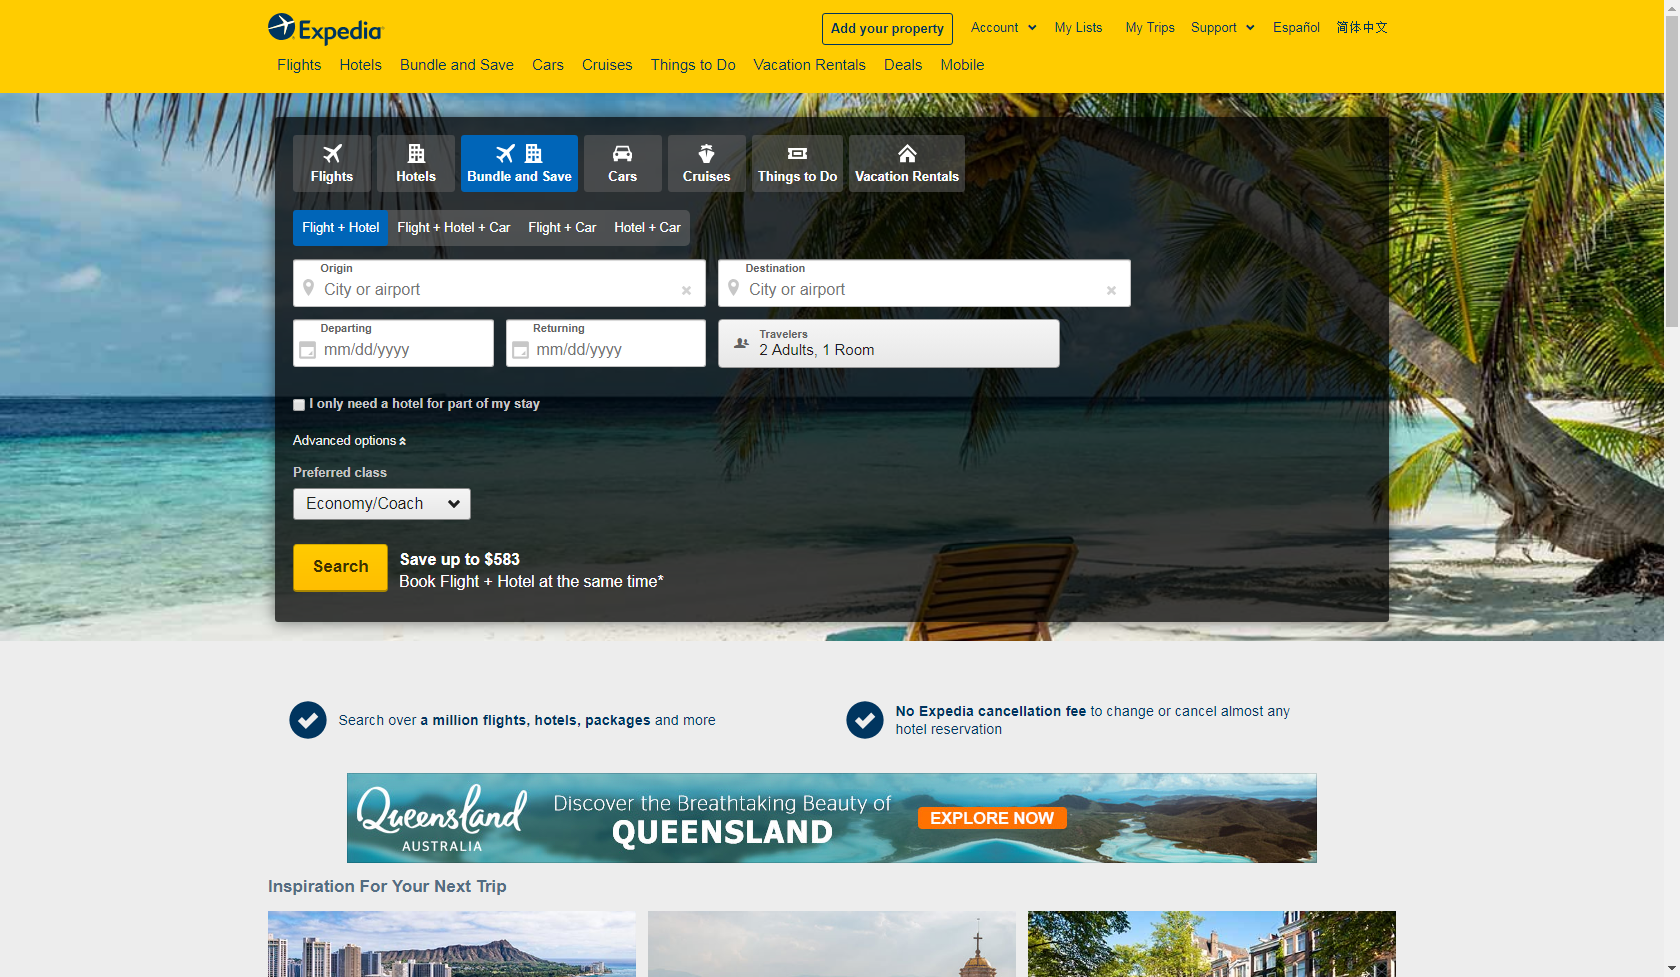 Expedia
Add your property
Account
My Lists
My Trips
Support
Español
简体中文
Flights
Hotels
Bundle and Save
Cars
Cruises
Things to Do
Vacation Rentals
Deals
Mobile
Flights
Hotels
Bundle and Save
Cars
Cruises
Things to Do
Vacation Rentals
Flight + Hotel
Flight + Hotel + Car
Flight + Car
Hotel + Car
Origin
City or airport
Destination
City or airport
Departing
mm/dd/yyyy
Returning
mm/dd/yyyy
Travelers
2 Adults, 1 Room
I only need a hotel for part of my stay
Advanced options
Preferred class
Economy/Coach
Search
Save up to $583
Book Flight + Hotel at the same time*
Search over a million flights, hotels, packages and more
No Expedia cancellation fee to change or cancel almost any
hotel reservation
Queensland
AUSTRALIA
Discover the Breathtaking Beauty of
QUEENSLAND
EXPLORE NOW
Inspiration For Your Next Trip